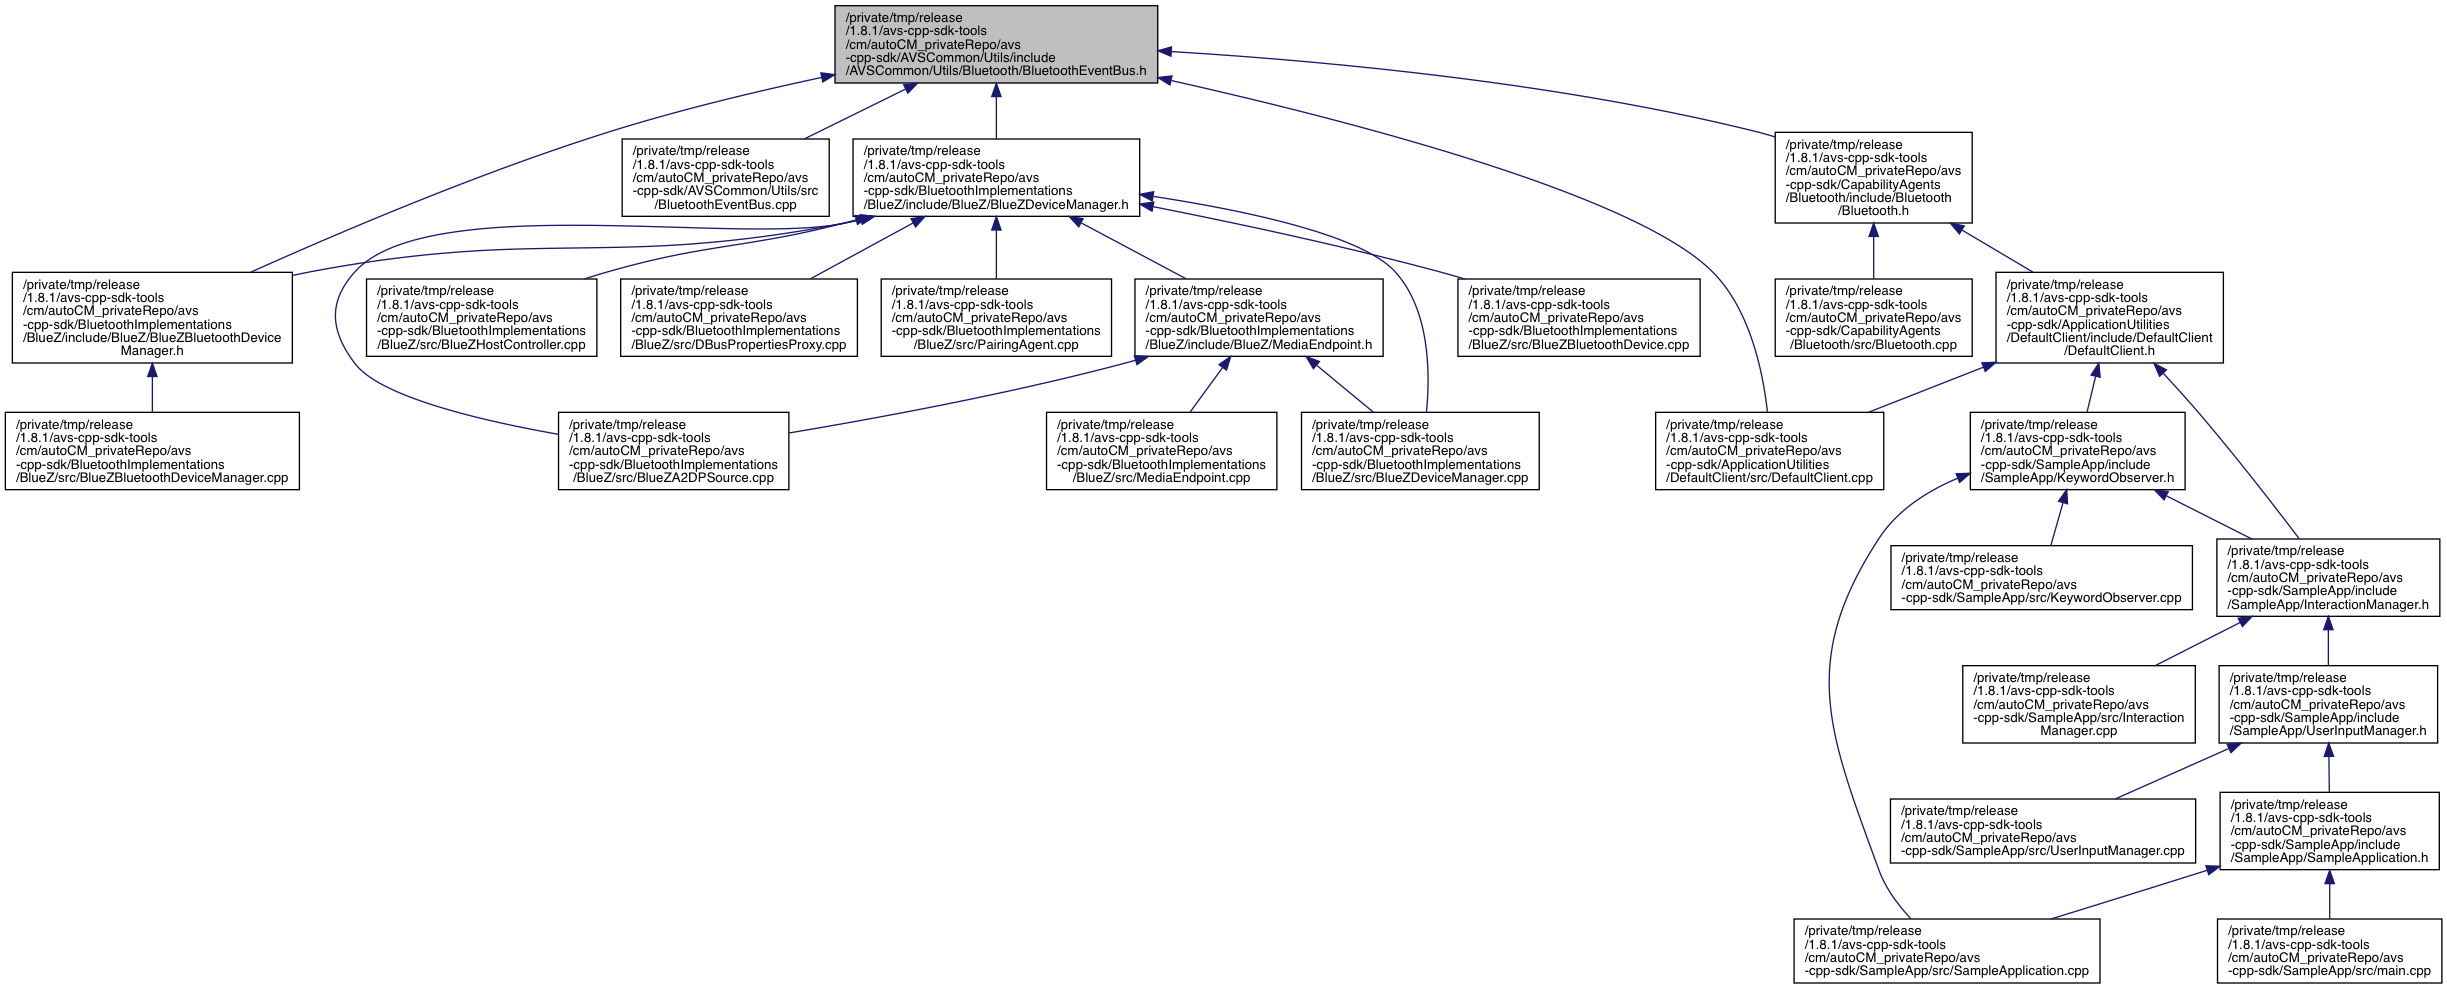 /private/tmp/release
/1.8.1/avs-cpp-sdk-tools
/cm/autoCM_privateRepo/avs
-cpp-sdk/AVSCommon/Utils/include
/AVSCommon/Utils/Bluetooth/BluetoothEventBus.h
/private/tmp/release
/1.8.1/avs-cpp-sdk-tools
/cm/autoCM_privateRepo/avs
-cpp-sdk/AVSCommon/Utils/src
/BluetoothEventBus.cpp
/private/tmp/release
/1.8.1/avs-cpp-sdk-tools
/cm/autoCM_privateRepo/avs
-cpp-sdk/BluetoothImplementations
/BlueZ/include/BlueZ/BlueZDeviceManager.h
/private/tmp/release
/1.8.1/avs-cpp-sdk-tools
/cm/autoCM_privateRepo/avs
-cpp-sdk/CapabilityAgents
/Bluetooth/include/Bluetooth
/Bluetooth.h
/private/tmp/release
/1.8.1/avs-cpp-sdk-tools
/cm/autoCM_privateRepo/avs
-cpp-sdk/BluetoothImplementations
/BlueZ/include/BlueZ/BlueZBluetoothDevice
Manager.h
/private/tmp/release
/1.8.1/avs-cpp-sdk-tools
/cm/autoCM_privateRepo/avs
-cpp-sdk/BluetoothImplementations
/BlueZ/src/BlueZHostController.cpp
/private/tmp/release
/1.8.1/avs-cpp-sdk-tools
/cm/autoCM_privateRepo/avs
-cpp-sdk/BluetoothImplementations
/BlueZ/src/DBusPropertiesProxy.cpp
/private/tmp/release
/1.8.1/avs-cpp-sdk-tools
/cm/autoCM_privateRepo/avs
-cpp-sdk/BluetoothImplementations
/BlueZ/src/PairingAgent.cpp
/private/tmp/release
/1.8.1/avs-cpp-sdk-tools
/cm/autoCM_privateRepo/avs
-cpp-sdk/BluetoothImplementations
/BlueZ/include/BlueZ/MediaEndpoint.h
/private/tmp/release
/1.8.1/avs-cpp-sdk-tools
/cm/autoCM_privateRepo/avs
-cpp-sdk/BluetoothImplementations
/BlueZ/src/BlueZBluetoothDevice.cpp
/private/tmp/release
/1.8.1/avs-cpp-sdk-tools
/cm/autoCM_privateRepo/avs
-cpp-sdk/CapabilityAgents
/Bluetooth/src/Bluetooth.cpp
/private/tmp/release
/1.8.1/avs-cpp-sdk-tools
/cm/autoCM_privateRepo/avs
-cpp-sdk/ApplicationUtilities
/DefaultClient/include/DefaultClient
/DefaultClient.h
/private/tmp/release
/1.8.1/avs-cpp-sdk-tools
/cm/autoCM_privateRepo/avs
-cpp-sdk/BluetoothImplementations
/BlueZ/src/BlueZBluetoothDeviceManager.cpp
/private/tmp/release
/1.8.1/avs-cpp-sdk-tools
/cm/autoCM_privateRepo/avs
-cpp-sdk/BluetoothImplementations
/BlueZ/src/BlueZA2DPSource.cpp
/private/tmp/release
/1.8.1/avs-cpp-sdk-tools
/cm/autoCM_privateRepo/avs
-cpp-sdk/BluetoothImplementations
/BlueZ/src/MediaEndpoint.cpp
/private/tmp/release
/1.8.1/avs-cpp-sdk-tools
/cm/autoCM_privateRepo/avs
-cpp-sdk/BluetoothImplementations
/BlueZ/src/BlueZDeviceManager.cpp
/private/tmp/release
/1.8.1/avs-cpp-sdk-tools
/cm/autoCM_privateRepo/avs
-cpp-sdk/ApplicationUtilities
/DefaultClient/src/DefaultClient.cpp
/private/tmp/release
/1.8.1/avs-cpp-sdk-tools
/cm/autoCM_privateRepo/avs
-cpp-sdk/SampleApp/include
/SampleApp/KeywordObserver.h
/private/tmp/release
/1.8.1/avs-cpp-sdk-tools
/cm/autoCM_privateRepo/avs
-cpp-sdk/SampleApp/src/KeywordObserver.cpp
/private/tmp/release
/1.8.1/avs-cpp-sdk-tools
/cm/autoCM_privateRepo/avs
-cpp-sdk/SampleApp/include
/SampleApp/InteractionManager.h
/private/tmp/release
/1.8.1/avs-cpp-sdk-tools
/cm/autoCM_privateRepo/avs
-cpp-sdk/SampleApp/src/Interaction
Manager.cpp
/private/tmp/release
/1.8.1/avs-cpp-sdk-tools
/cm/autoCM_privateRepo/avs
-cpp-sdk/SampleApp/include
/SampleApp/UserInputManager.h
/private/tmp/release
/1.8.1/avs-cpp-sdk-tools
/cm/autoCM_privateRepo/avs
-cpp-sdk/SampleApp/src/UserInputManager.cpp
/private/tmp/release
/1.8.1/avs-cpp-sdk-tools
/cm/autoCM_privateRepo/avs
-cpp-sdk/SampleApp/include
/SampleApp/SampleApplication.h
/private/tmp/release
/1.8.1/avs-cpp-sdk-tools
/cm/autoCM_privateRepo/avs
-cpp-sdk/SampleApp/src/SampleApplication.cpp
/private/tmp/release
/1.8.1/avs-cpp-sdk-tools
/cm/autoCM_privateRepo/avs
-cpp-sdk/SampleApp/src/main.cpp